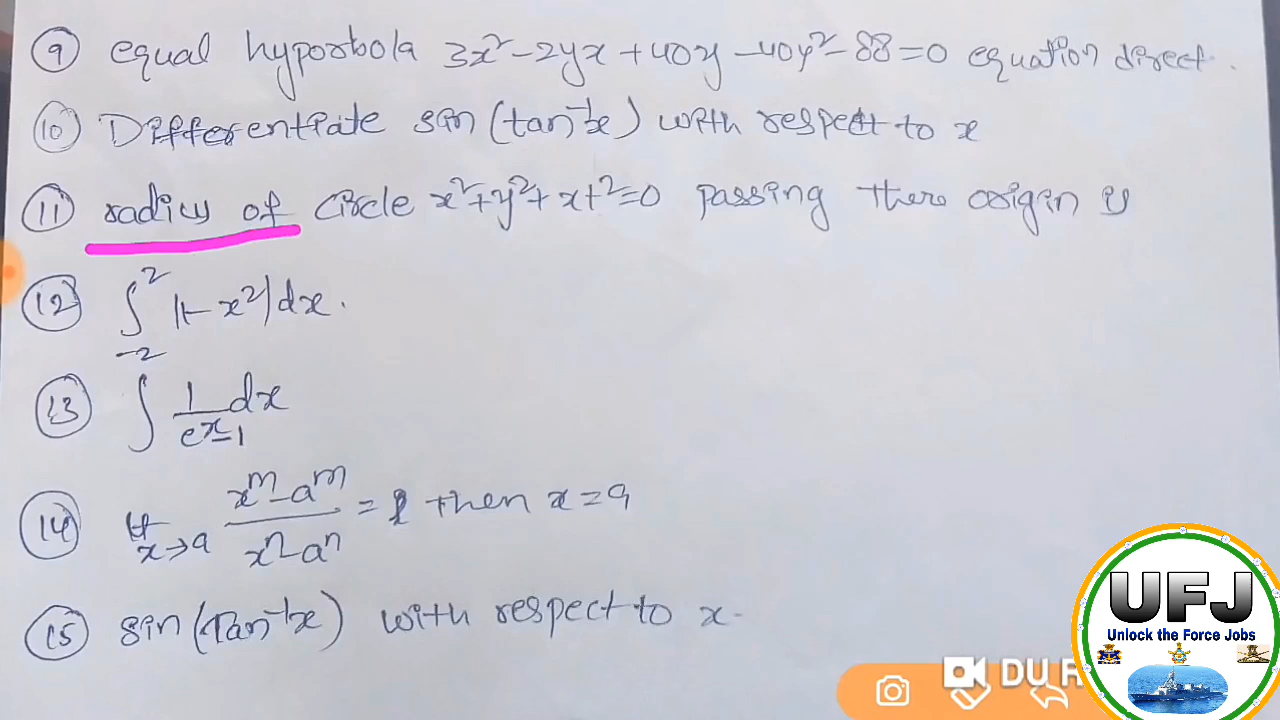 9 equal hyporbola 3x²-2yx+40y-40y²-88=0 equation direct.
10 Differentiate sin(tan⁻¹x) with respect to x
11 radius of circle x²+y²+x+²=0 passing there origin is
12 ∫₋₂² |1-x²|dx.
13 ∫ 1/(eˣ-1) dx
14 lt x→a (xᵐ-aᵐ)/(xⁿ-aⁿ) = then x=a
15 sin(Tan⁻¹x) with respect to x.
UFJ
Unlock the Force Jobs
DU R